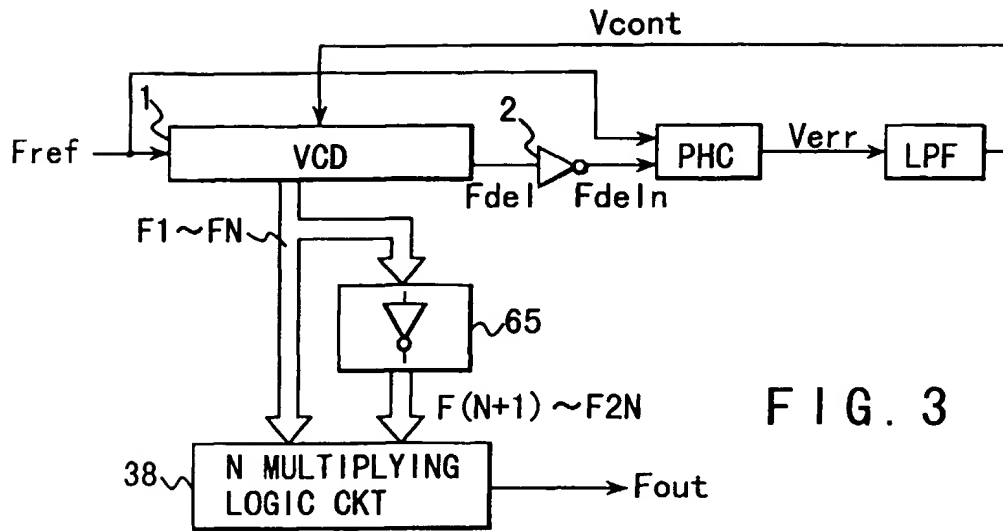 Vcont
1
2
Fref
VCD
PHC
Verr
LPF
Fdel
Fdeln
F1~FN
65
F(N+1)~F2N
FIG. 3
38
N MULTIPLYING
LOGIC CKT
Fout